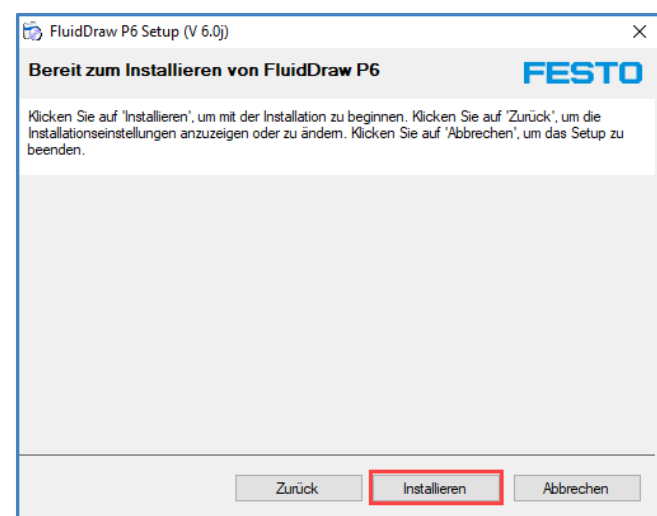 FluidDraw P6 Setup (V 6.0j)
Bereit zum Installieren von FluidDraw P6
FESTO
Klicken Sie auf 'Installieren', um mit der Installation zu beginnen. Klicken Sie auf 'Zurück', um die
Installationseinstellungen anzuzeigen oder zu ändern. Klicken Sie auf 'Abbrechen', um das Setup zu
beenden.
Zurück
Installieren
Abbrechen